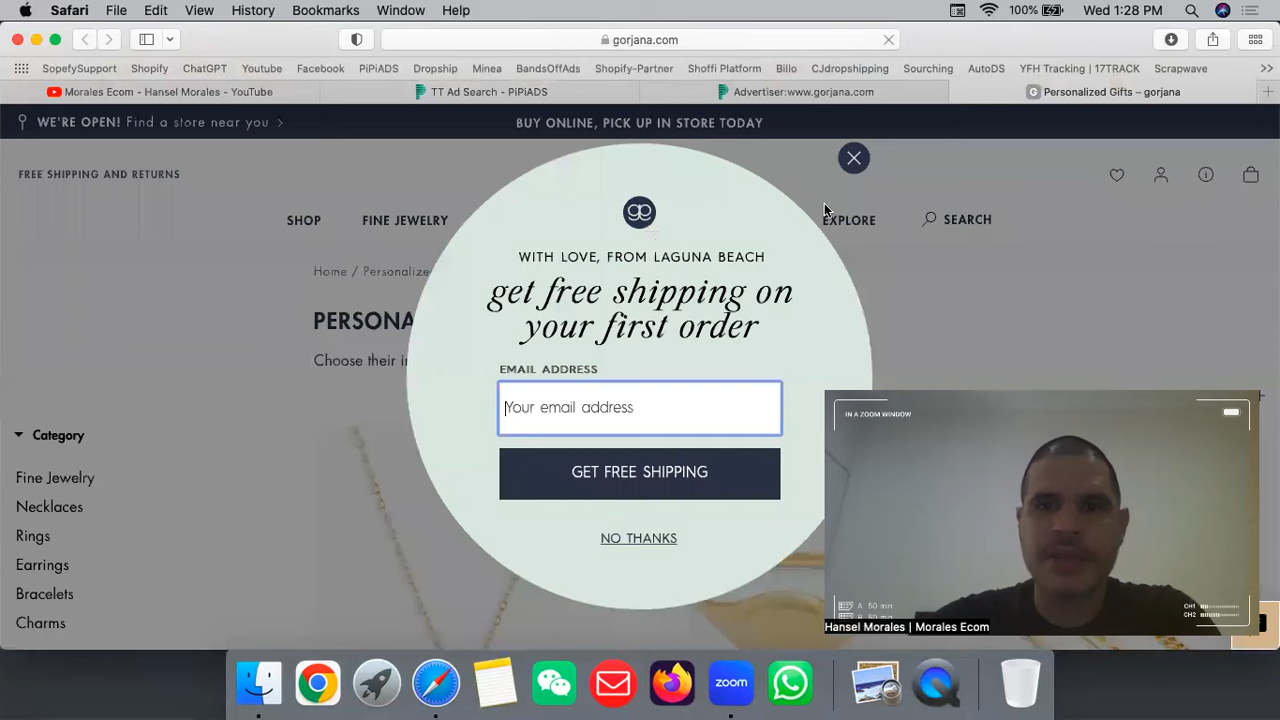 Safari File Edit View History Bookmarks Window Help 100% Wed 1:28 PM
gorjana.com
SopefySupport Shopify ChatGPT Youtube Facebook PiPiADS Dropship Minea BandsOffAds Shopify-Partner Shoffi Platform Billo CJdropshipping Sourching AutoDS YFH Tracking | 17TRACK Scrapwave >>
Morales Ecom - Hansel Morales - YouTube TT Ad Search - PiPiADS Advertiser:www.gorjana.com G Personalized Gifts – gorjana
WE'RE OPEN! Find a store near you > BUY ONLINE, PICK UP IN STORE TODAY
FREE SHIPPING AND RETURNS
SHOP FINE JEWELRY EXPLORE SEARCH
WITH LOVE, FROM LAGUNA BEACH
Home / Personalize
get free shipping on
PERSONA
your first order
Choose their i
EMAIL ADDRESS
Your email address
IN A ZOOM WINDOW
Category
GET FREE SHIPPING
Fine Jewelry
Necklaces
Rings
NO THANKS
Earrings
Bracelets
A: 50 min CH1
CH2
Charms
Hansel Morales | Morales Ecom
zoom